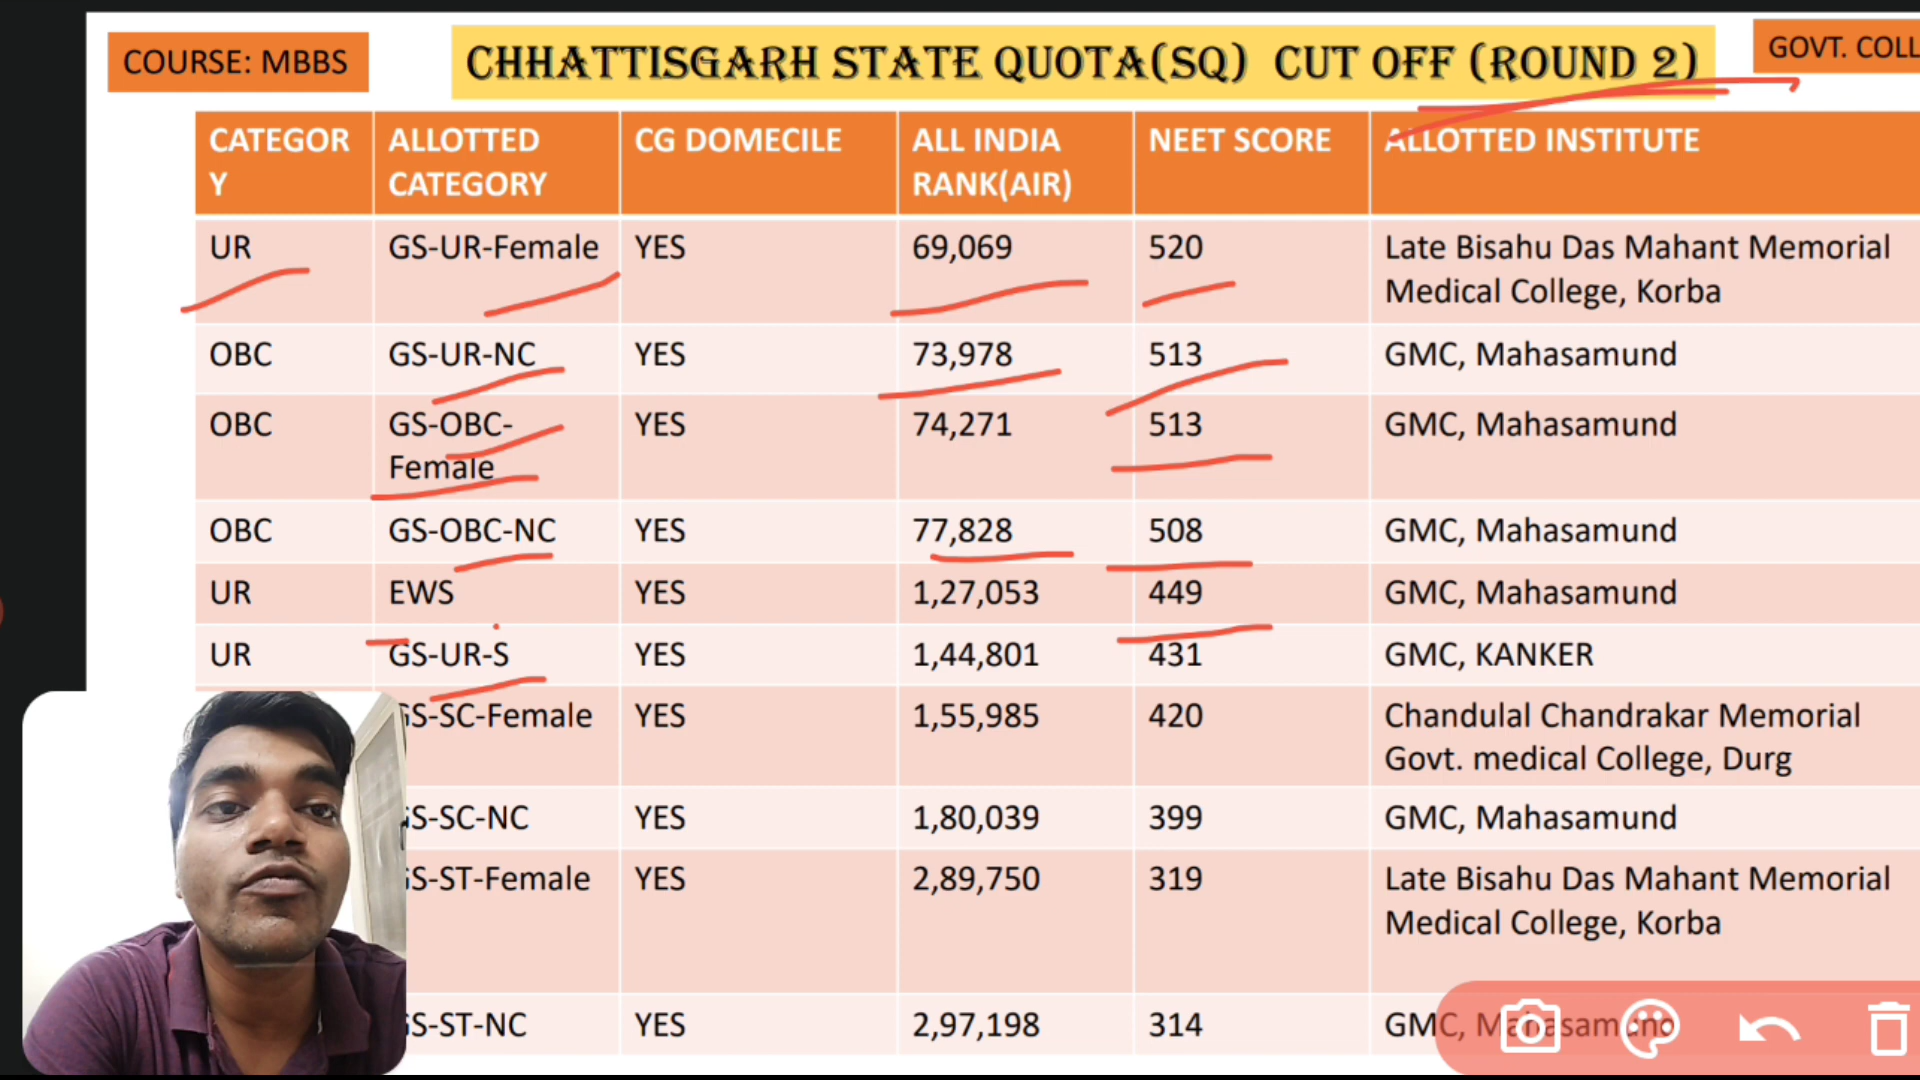 COURSE: MBBS
CHHATTISGARH STATE QUOTA(SQ) CUT OFF (ROUND 2)
GOVT. COLL
CATEGOR
Y
ALLOTTED
CATEGORY
CG DOMECILE
ALL INDIA
RANK(AIR)
NEET SCORE
ALLOTTED INSTITUTE
UR
GS-UR-Female
YES
69,069
520
Late Bisahu Das Mahant Memorial
Medical College, Korba
OBC
GS-UR-NC
YES
73,978
513
GMC, Mahasamund
OBC
GS-OBC-
Female
YES
74,271
513
GMC, Mahasamund
OBC
GS-OBC-NC
YES
77,828
508
GMC, Mahasamund
UR
EWS
YES
1,27,053
449
GMC, Mahasamund
UR
GS-UR-S
YES
1,44,801
431
GMC, KANKER
GS-SC-Female
YES
1,55,985
420
Chandulal Chandrakar Memorial
Govt. medical College, Durg
GS-SC-NC
YES
1,80,039
399
GMC, Mahasamund
GS-ST-Female
YES
2,89,750
319
Late Bisahu Das Mahant Memorial
Medical College, Korba
GS-ST-NC
YES
2,97,198
314
GMC, Mahasamund